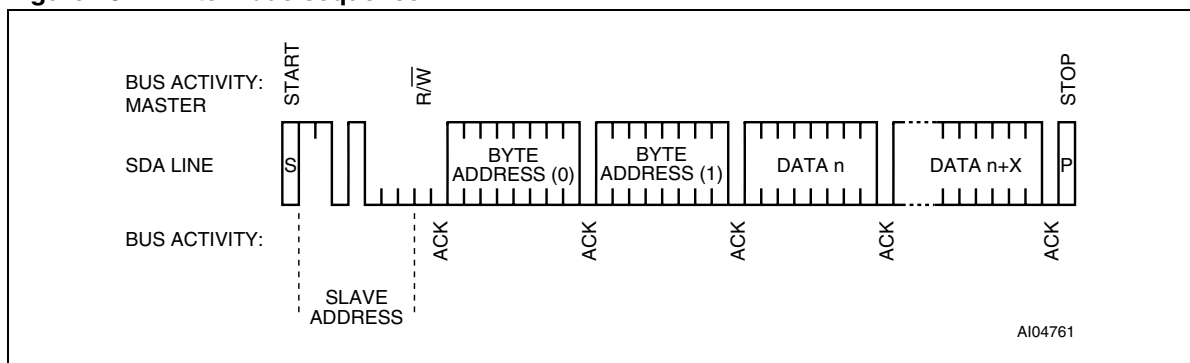 BUS ACTIVITY:
MASTER
START
R/W
STOP
SDA LINE
S
BYTE
ADDRESS (0)
BYTE
ADDRESS (1)
DATA n
DATA n+X
P
BUS ACTIVITY:
ACK
ACK
ACK
ACK
ACK
SLAVE
ADDRESS
AI04761